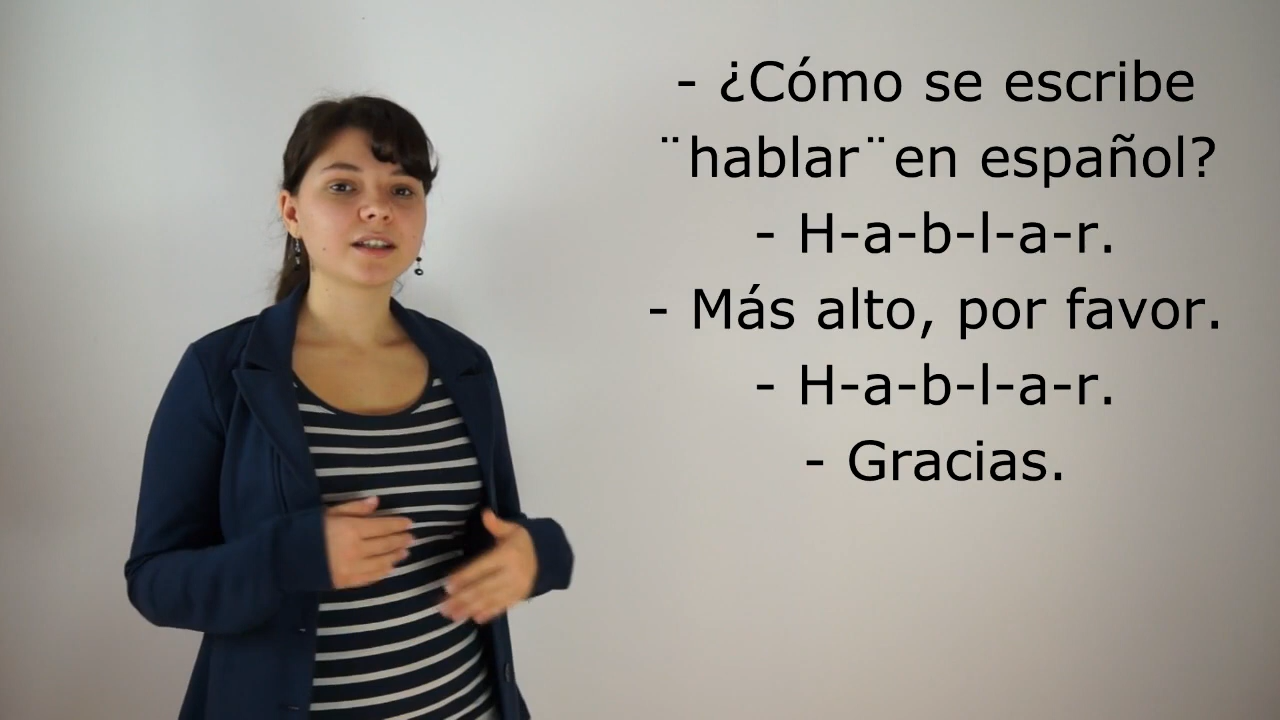 - ¿Cómo se escribe
¨hablar¨en español?
- H-a-b-l-a-r.
- Más alto, por favor.
- H-a-b-l-a-r.
- Gracias.